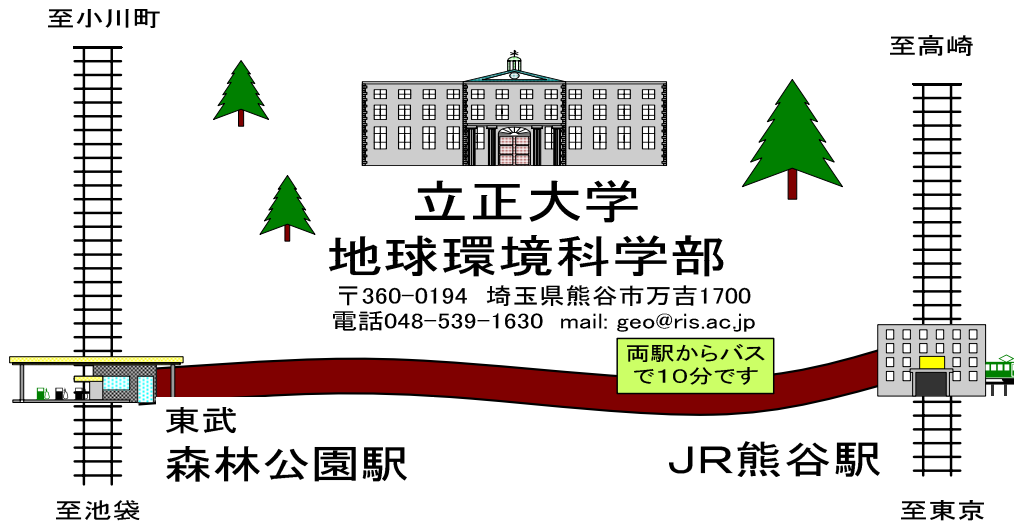 至小川町
至高崎
立正大学
地球環境科学部
〒360-0194 埼玉県熊谷市万吉1700
電話048-539-1630 mail: geo@ris.ac.jp
両駅からバス
で10分です
東武
森林公園駅
JR熊谷駅
至池袋
至東京